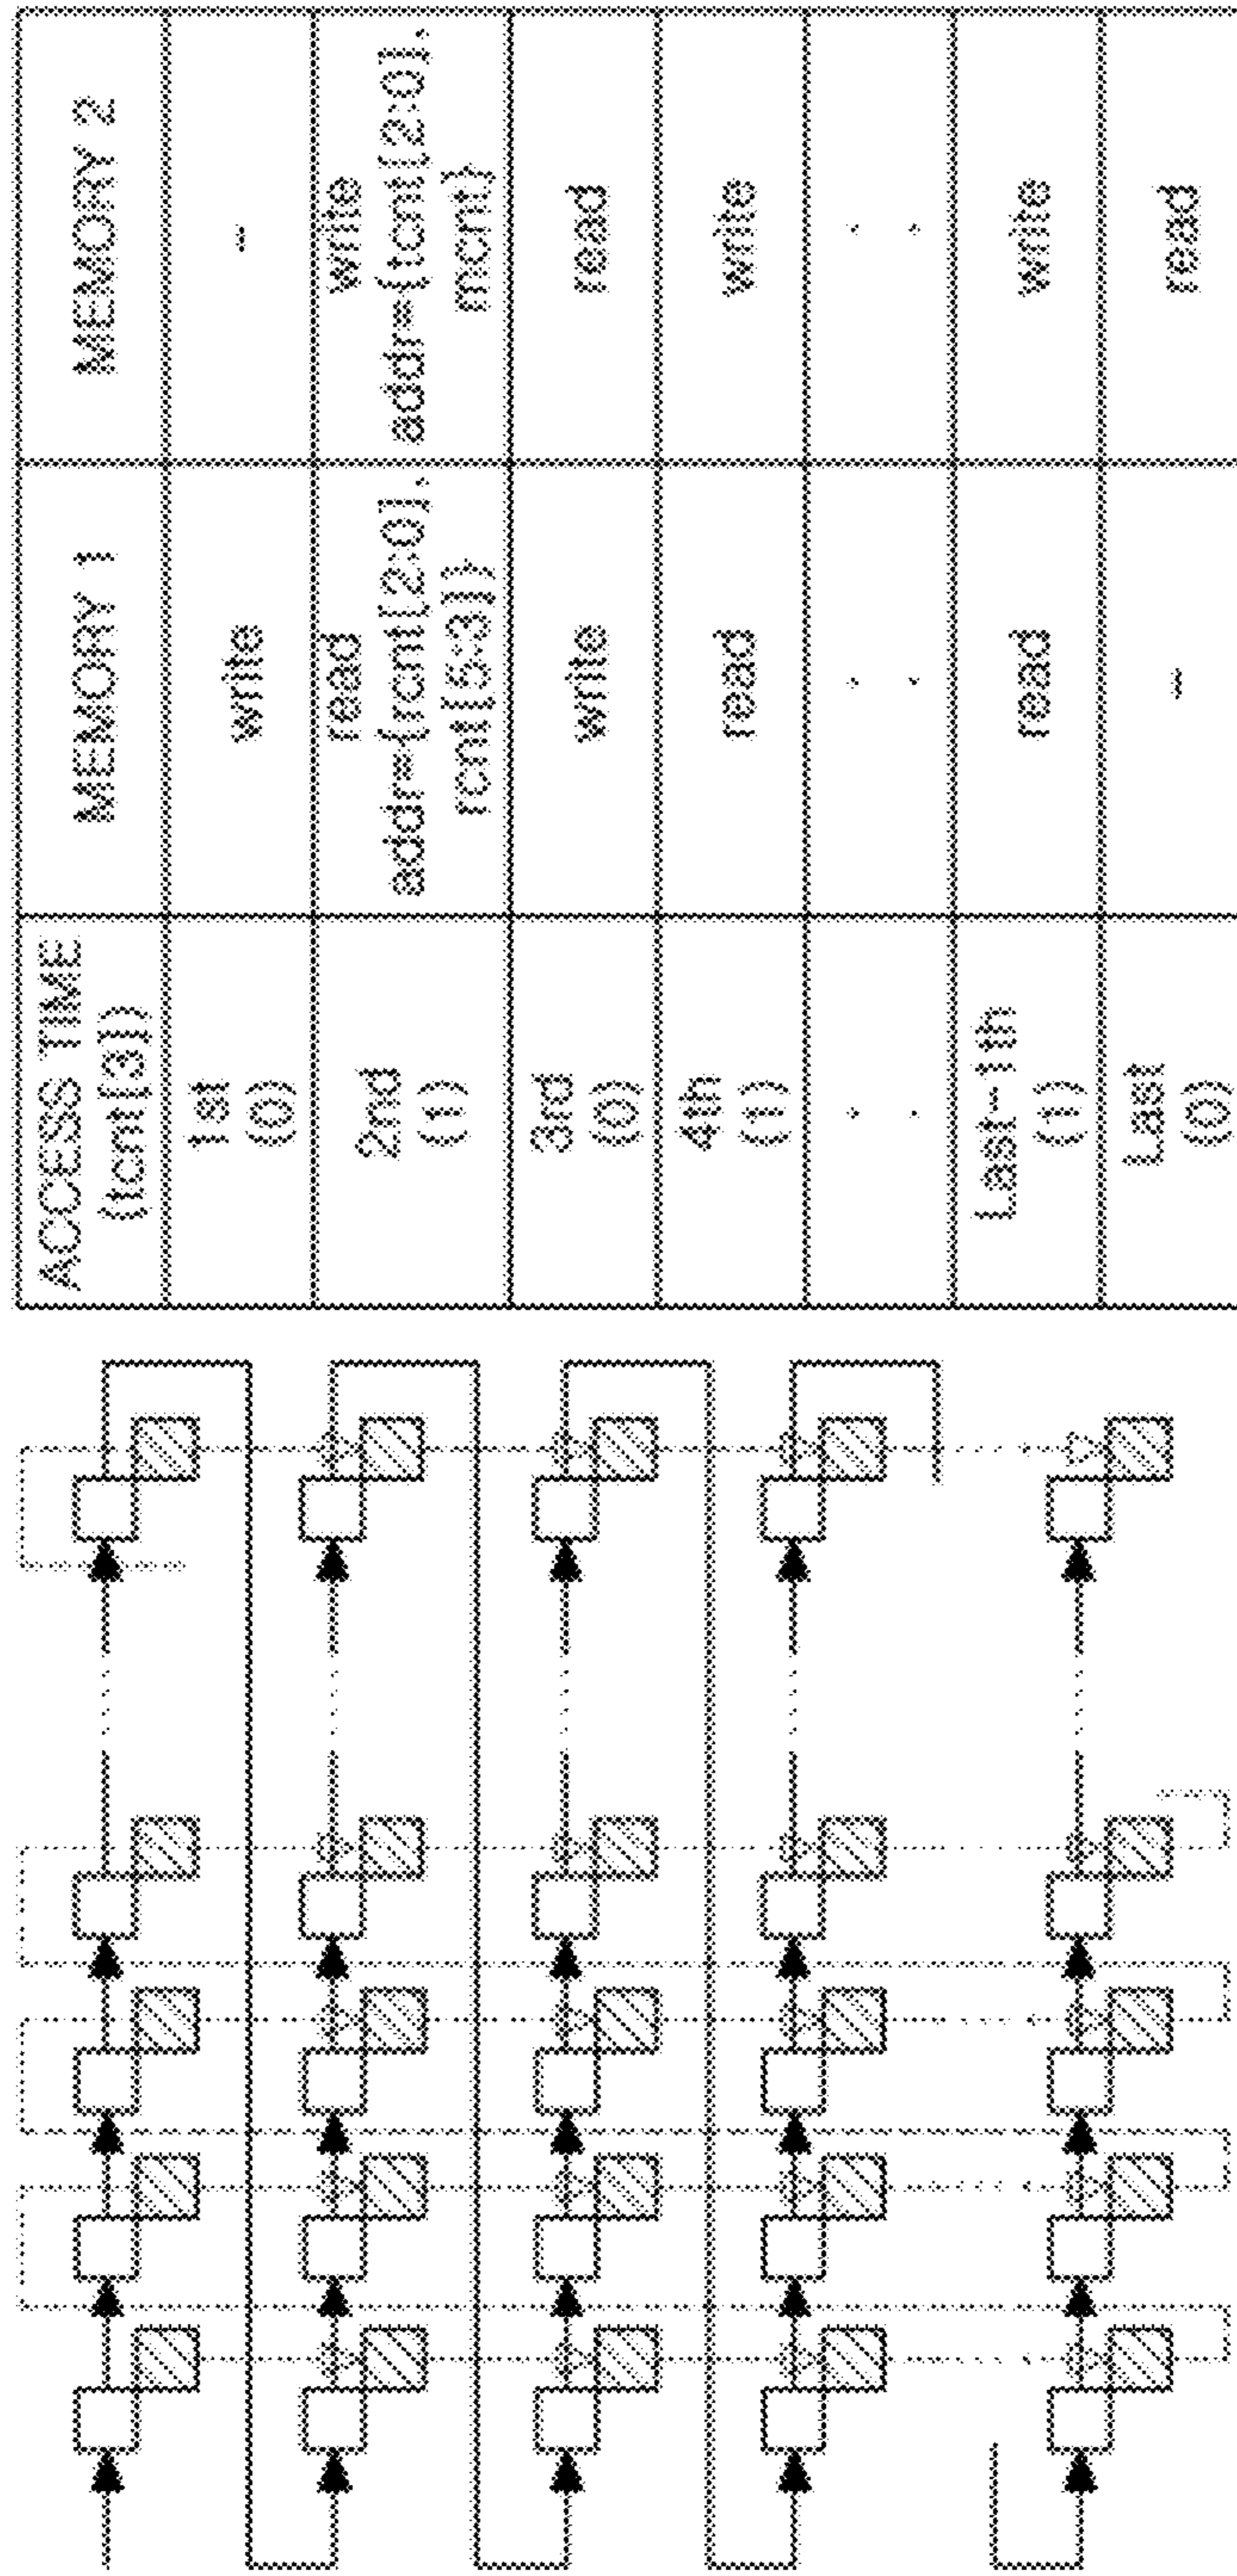 ACCESS TIME
(tcnt[3])
MEMORY 1
MEMORY 2
1st
(0)
write
-
2nd
(1)
read
addr={rcnt[2:0],
rcnt[5:3]}
write
addr={tcnt[2:0],
mcnt}
3rd
(0)
write
read
4th
(1)
read
write
Last-1th
(1)
read
write
Last
(0)
-
read